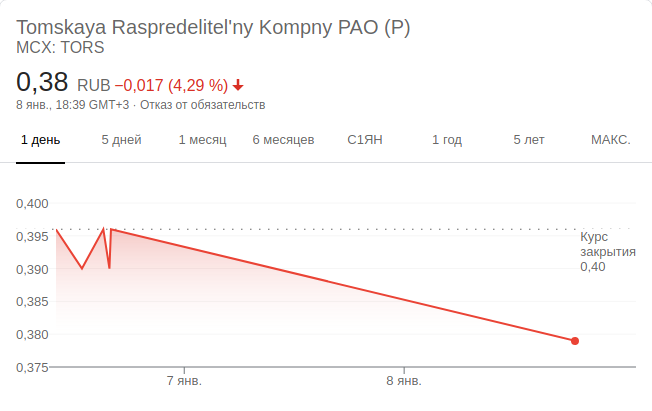 Tomskaya Raspredelitel'ny Kompny PAO (P)
MCX: TORS
0,38 RUB −0,017 (4,29 %)
8 янв., 18:39 GMT+3 · Отказ от обязательств
1 день 5 дней 1 месяц 6 месяцев С1ЯН 1 год 5 лет МАКС.
0,400
0,395
0,390
0,385
0,380
0,375
Курс
закрытия
0,40
7 янв. 8 янв.